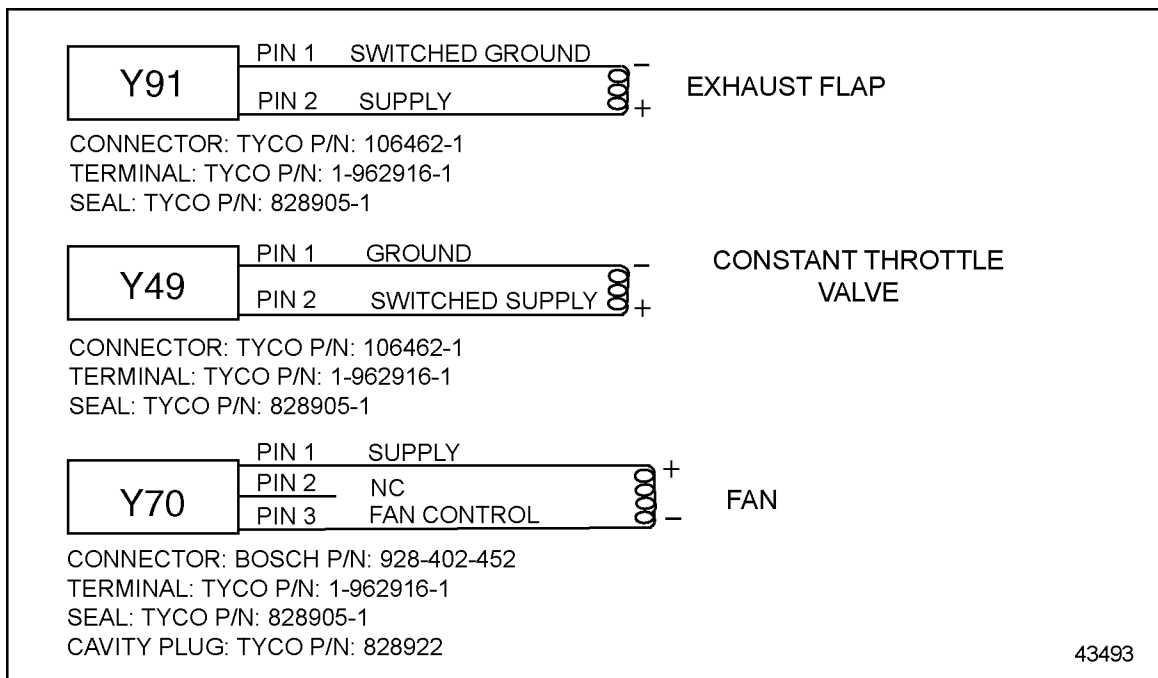 Y91
PIN 1 SWITCHED GROUND
PIN 2 SUPPLY
− +
EXHAUST FLAP
CONNECTOR: TYCO P/N: 106462-1
TERMINAL: TYCO P/N: 1-962916-1
SEAL: TYCO P/N: 828905-1
Y49
PIN 1 GROUND
PIN 2 SWITCHED SUPPLY
− +
CONSTANT THROTTLE
VALVE
CONNECTOR: TYCO P/N: 106462-1
TERMINAL: TYCO P/N: 1-962916-1
SEAL: TYCO P/N: 828905-1
Y70
PIN 1 SUPPLY
PIN 2 NC
PIN 3 FAN CONTROL
+ −
FAN
CONNECTOR: BOSCH P/N: 928-402-452
TERMINAL: TYCO P/N: 1-962916-1
SEAL: TYCO P/N: 828905-1
CAVITY PLUG: TYCO P/N: 828922
43493